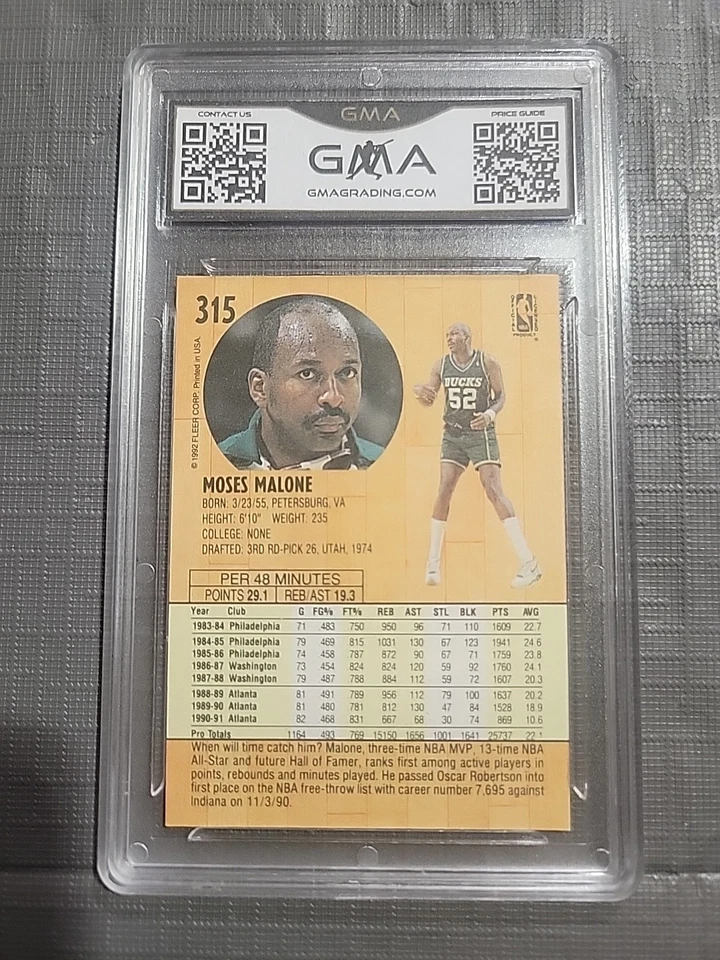 CONTACT US
GMA
PRICE GUIDE
GMA
GMAGRADING.COM
315
OFFICIAL LICENSED
NBA
PRODUCT
©1992 FLEER CORP. Printed in USA.
BUCKS
52
MOSES MALONE
BORN: 3/23/55, PETERSBURG, VA
HEIGHT: 6'10" WEIGHT: 235
COLLEGE: NONE
DRAFTED: 3RD RD-PICK 26, UTAH, 1974
PER 48 MINUTES
POINTS 29.1 REB/AST 19.3
Year Club G FG% FT% REB AST STL BLK PTS AVG
1983-84 Philadelphia 71 483 750 950 96 71 110 1609 22.7
1984-85 Philadelphia 79 469 815 1031 130 67 123 1941 24.6
1985-86 Philadelphia 74 458 787 872 90 67 71 1759 23.8
1986-87 Washington 73 454 824 824 120 59 92 1760 24.1
1987-88 Washington 79 487 788 884 112 59 72 1607 20.3
1988-89 Atlanta 81 491 789 956 112 79 100 1637 20.2
1989-90 Atlanta 81 480 781 812 130 47 84 1528 18.9
1990-91 Atlanta 82 468 831 667 68 30 74 869 10.6
Pro Totals 1164 493 769 15150 1656 1001 1641 25737 22.1
When will time catch him? Malone, three-time NBA MVP, 13-time NBA
All-Star and future Hall of Famer, ranks first among active players in
points, rebounds and minutes played. He passed Oscar Robertson into
first place on the NBA free-throw list with career number 7,695 against
Indiana on 11/3/90.